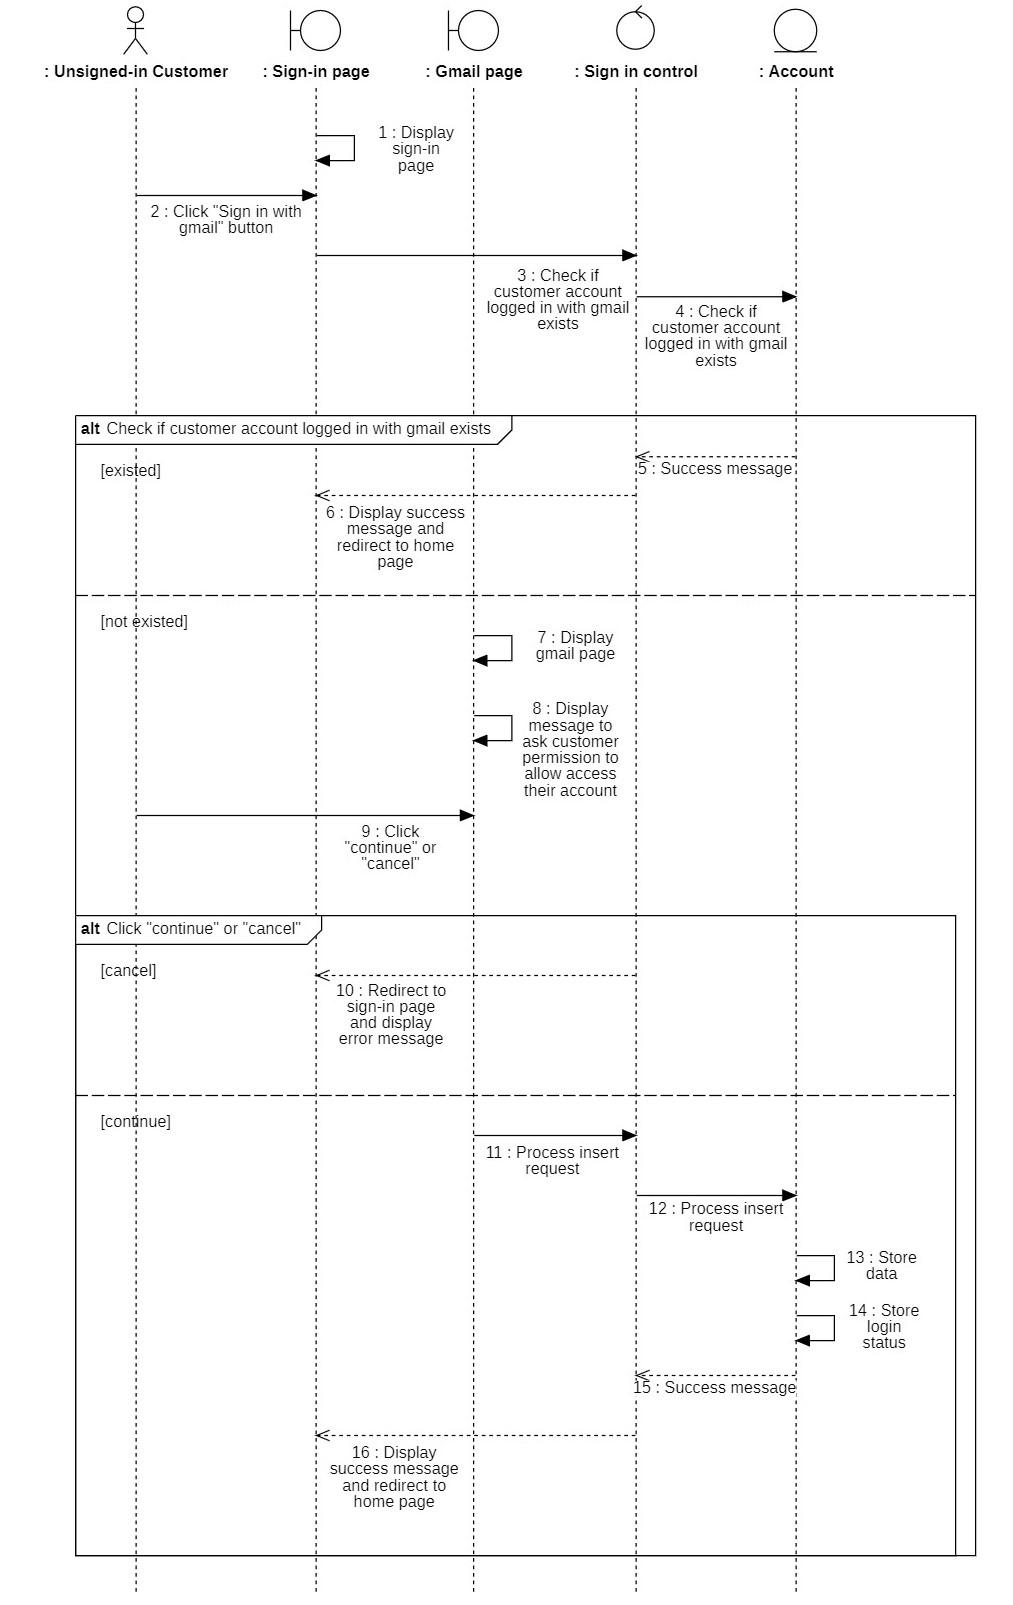 : Unsigned-in Customer
: Sign-in page
: Gmail page
: Sign in control
: Account
1 : Display
sign-in
page
2 : Click "Sign in with
gmail" button
3 : Check if
customer account
logged in with gmail
exists
4 : Check if
customer account
logged in with gmail
exists
alt Check if customer account logged in with gmail exists
[existed]
5 : Success message
6 : Display success
message and
redirect to home
page
[not existed]
7 : Display
gmail page
8 : Display
message to
ask customer
permission to
allow access
their account
9 : Click
"continue" or
"cancel"
alt Click "continue" or "cancel"
[cancel]
10 : Redirect to
sign-in page
and display
error message
[continue]
11 : Process insert
request
12 : Process insert
request
13 : Store
data
14 : Store
login
status
15 : Success message
16 : Display
success message
and redirect to
home page